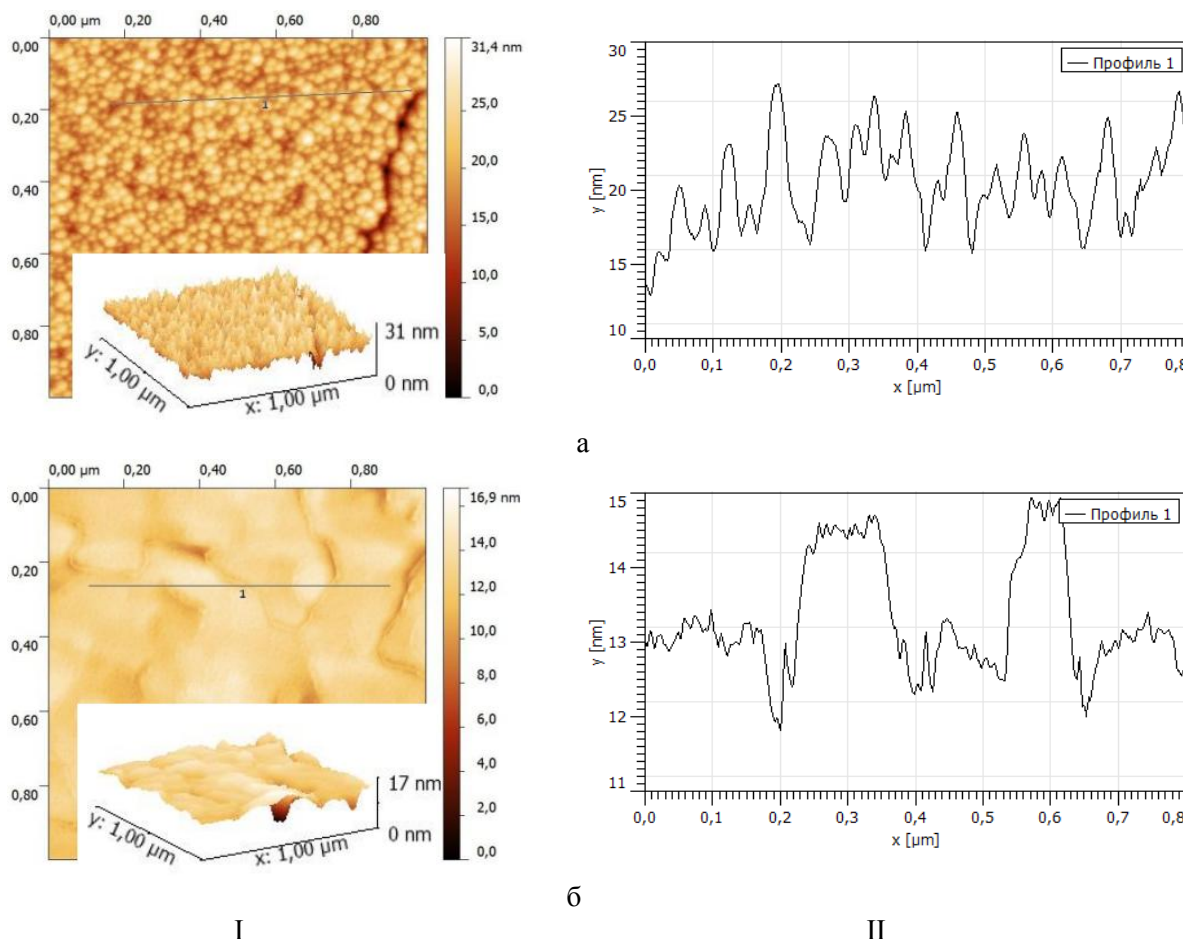 0,00 µm 0,20 0,40 0,60 0,80
0,00
0,20
0,40
0,60
0,80
1
31,4 nm
25,0
20,0
15,0
10,0
5,0
0,0
31 nm
0 nm
y: 1,00 µm
x: 1,00 µm
30
25
20
15
10
y [nm]
Профиль 1
0,0 0,1 0,2 0,3 0,4 0,5 0,6 0,7 0,8
x [µm]
а
0,00 µm 0,20 0,40 0,60 0,80
0,00
0,20
0,40
0,60
0,80
1
16,9 nm
14,0
12,0
10,0
8,0
6,0
4,0
2,0
0,0
17 nm
0 nm
y: 1,00 µm
x: 1,00 µm
15
14
13
12
11
y [nm]
Профиль 1
0,0 0,1 0,2 0,3 0,4 0,5 0,6 0,7 0,8
x [µm]
б
I II